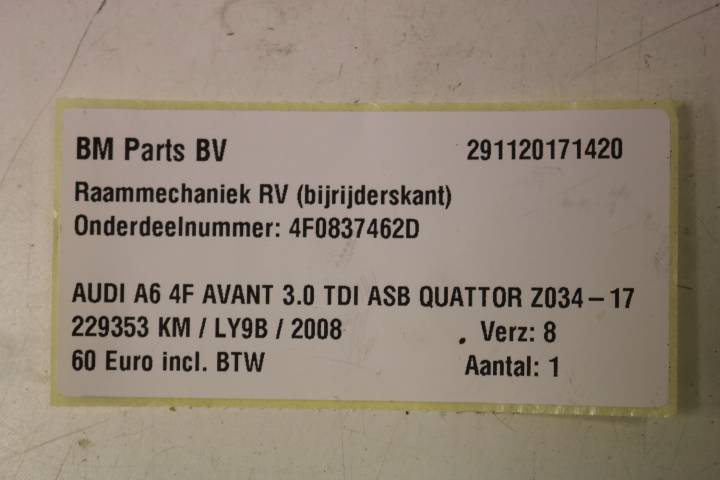 BM Parts BV 291120171420
Raammechaniek RV (bijrijderskant)
Onderdeelnummer: 4F0837462D
AUDI A6 4F AVANT 3.0 TDI ASB QUATTOR Z034-17
229353 KM / LY9B / 2008 Verz: 8
60 Euro incl. BTW Aantal: 1